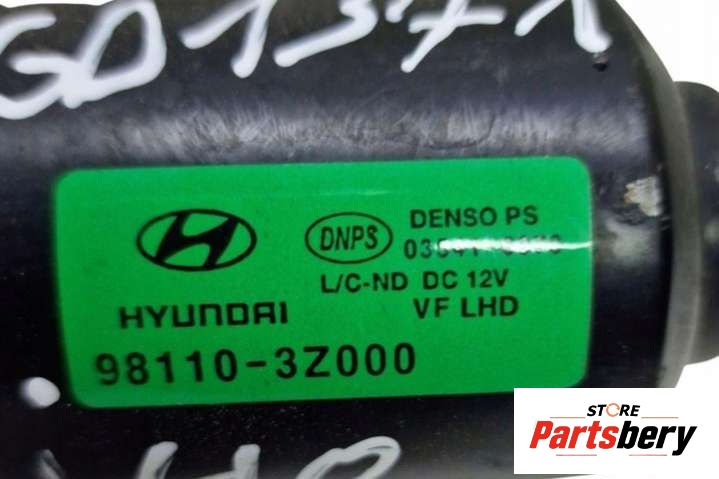 GD1371
DENSO PS
DNPS
L/C-ND DC 12V
HYUNDAI
VF LHD
98110-3Z000
STORE
Partsbery